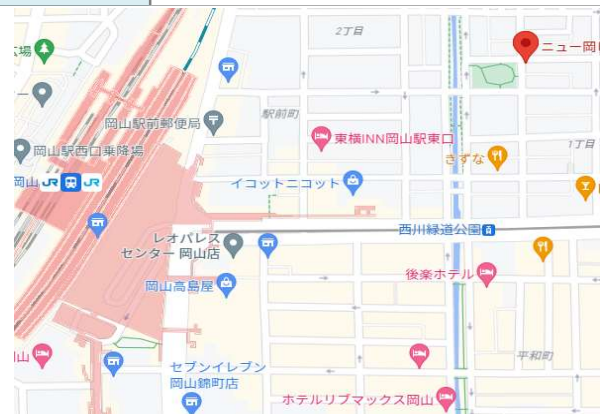 2丁目
ニュー岡
場
ー
駅前町
岡山駅前郵便局
東横INN岡山駅東口
岡山駅西口乗降場
きずな
1丁目
岡山 JR JR
イコットニコット
西川緑道公園
レオパレス
センター 岡山店
後楽ホテル
岡山高島屋
平和町
山
セブンイレブン
岡山錦町店
ホテルリブマックス岡山